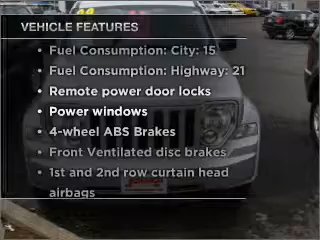 VEHICLE FEATURES
• Fuel Consumption: City: 15
• Fuel Consumption: Highway: 21
• Remote power door locks
• Power windows
• 4-wheel ABS Brakes
• Front Ventilated disc brakes
• 1st and 2nd row curtain head
airbags